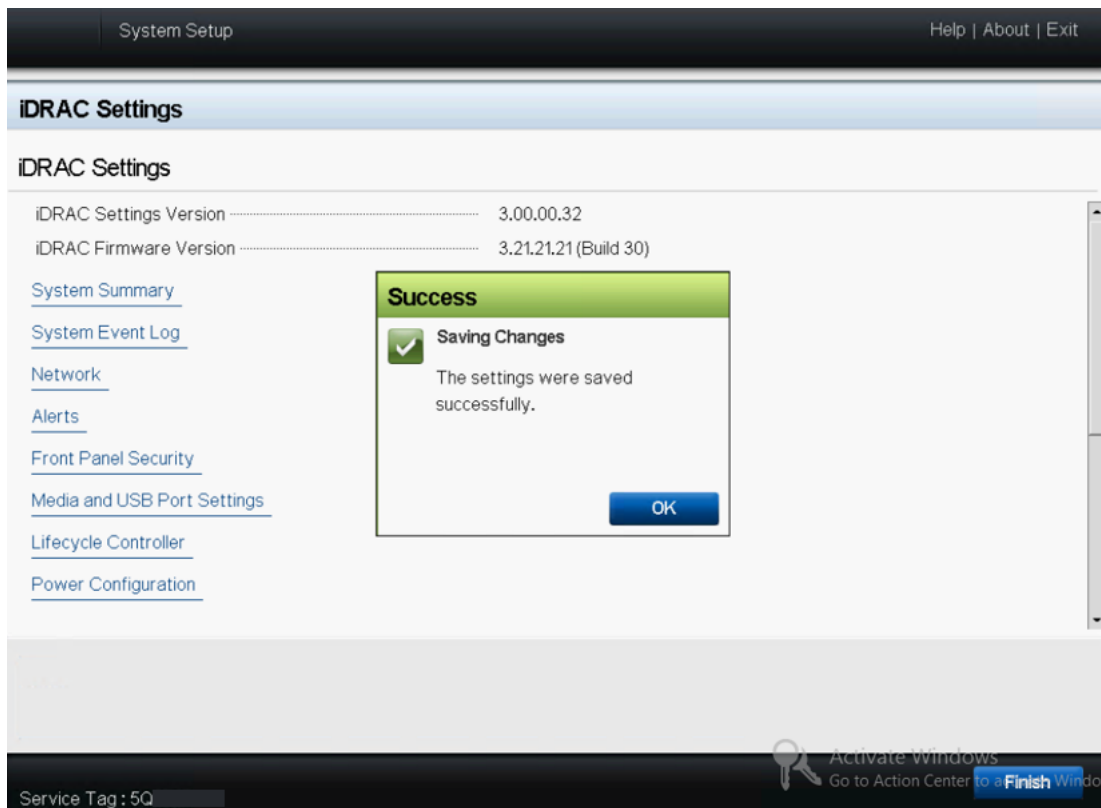 System Setup
Help | About | Exit
iDRAC Settings
iDRAC Settings
iDRAC Settings Version 3.00.00.32
iDRAC Firmware Version 3.21.21.21 (Build 30)
System Summary
System Event Log
Network
Alerts
Front Panel Security
Media and USB Port Settings
Lifecycle Controller
Power Configuration
Success
Saving Changes
The settings were saved
successfully.
OK
Activate Windows
Go to Action Center to a
Finish
Service Tag : 5Q